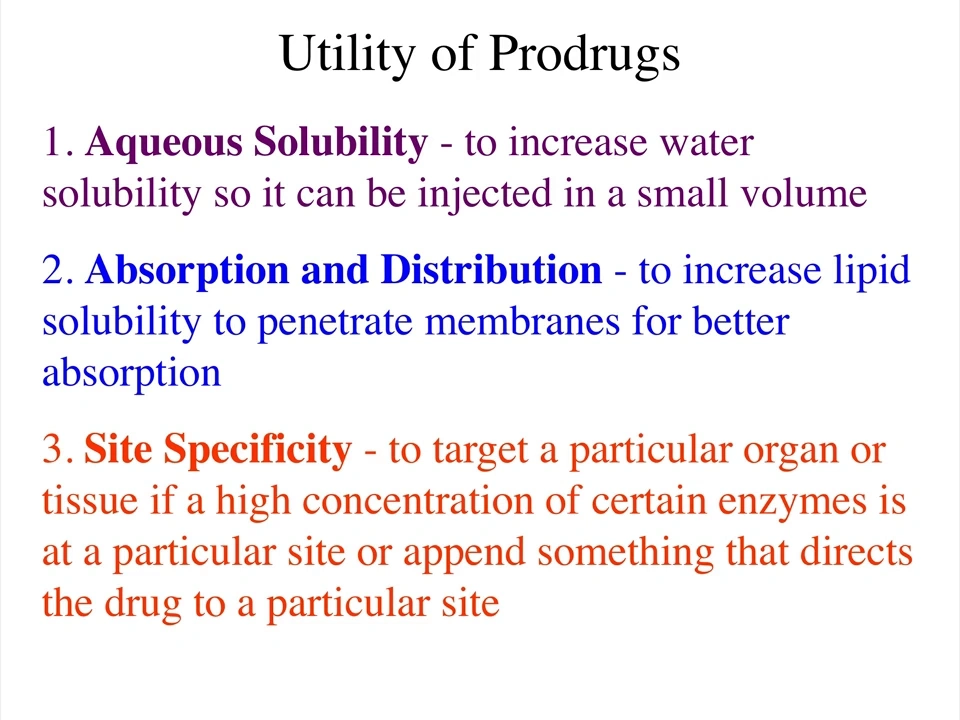 Utility of Prodrugs
1. Aqueous Solubility - to increase water
solubility so it can be injected in a small volume
2. Absorption and Distribution - to increase lipid
solubility to penetrate membranes for better
absorption
3. Site Specificity - to target a particular organ or
tissue if a high concentration of certain enzymes is
at a particular site or append something that directs
the drug to a particular site